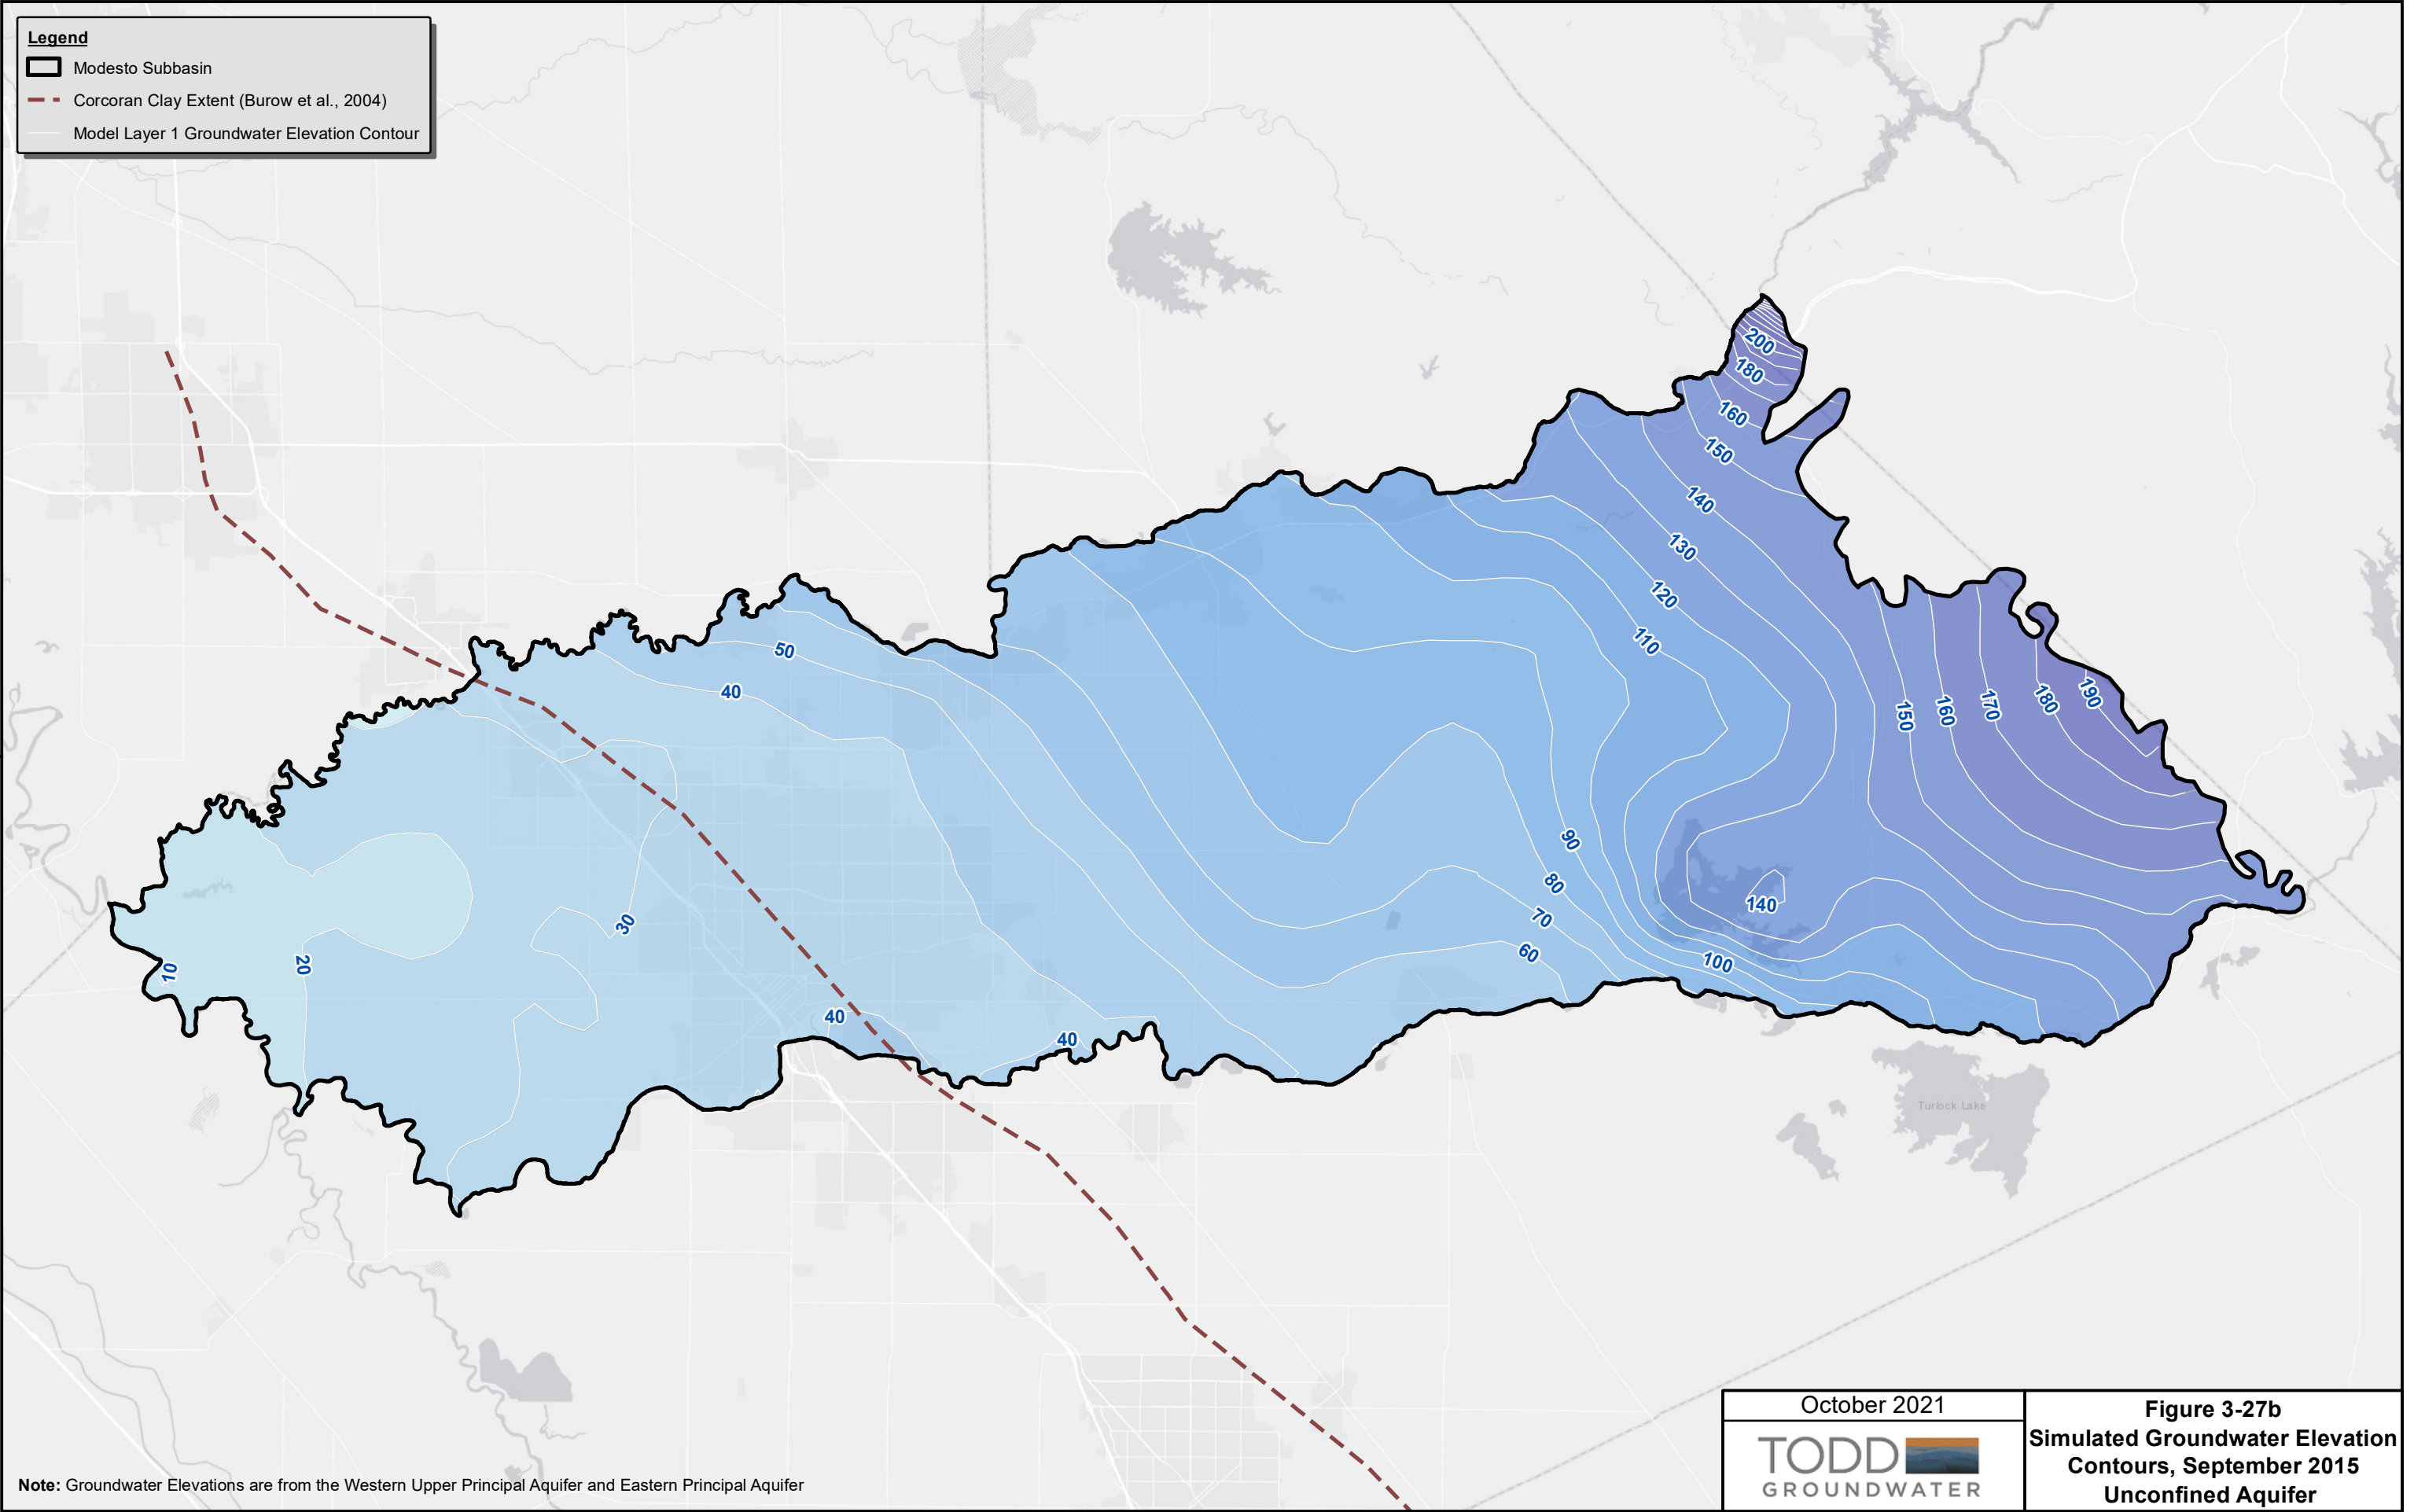 Legend
Modesto Subbasin
Corcoran Clay Extent (Burow et al., 2004)
Model Layer 1 Groundwater Elevation Contour
200
180
160
150
140
130
120
110
50
40
190
180
170
160
150
90
80
140
70
30
60
100
20
10
40
40
Turlock Lake
October 2021
TODD
GROUNDWATER
Figure 3-27b
Simulated Groundwater Elevation
Contours, September 2015
Unconfined Aquifer
Note: Groundwater Elevations are from the Western Upper Principal Aquifer and Eastern Principal Aquifer